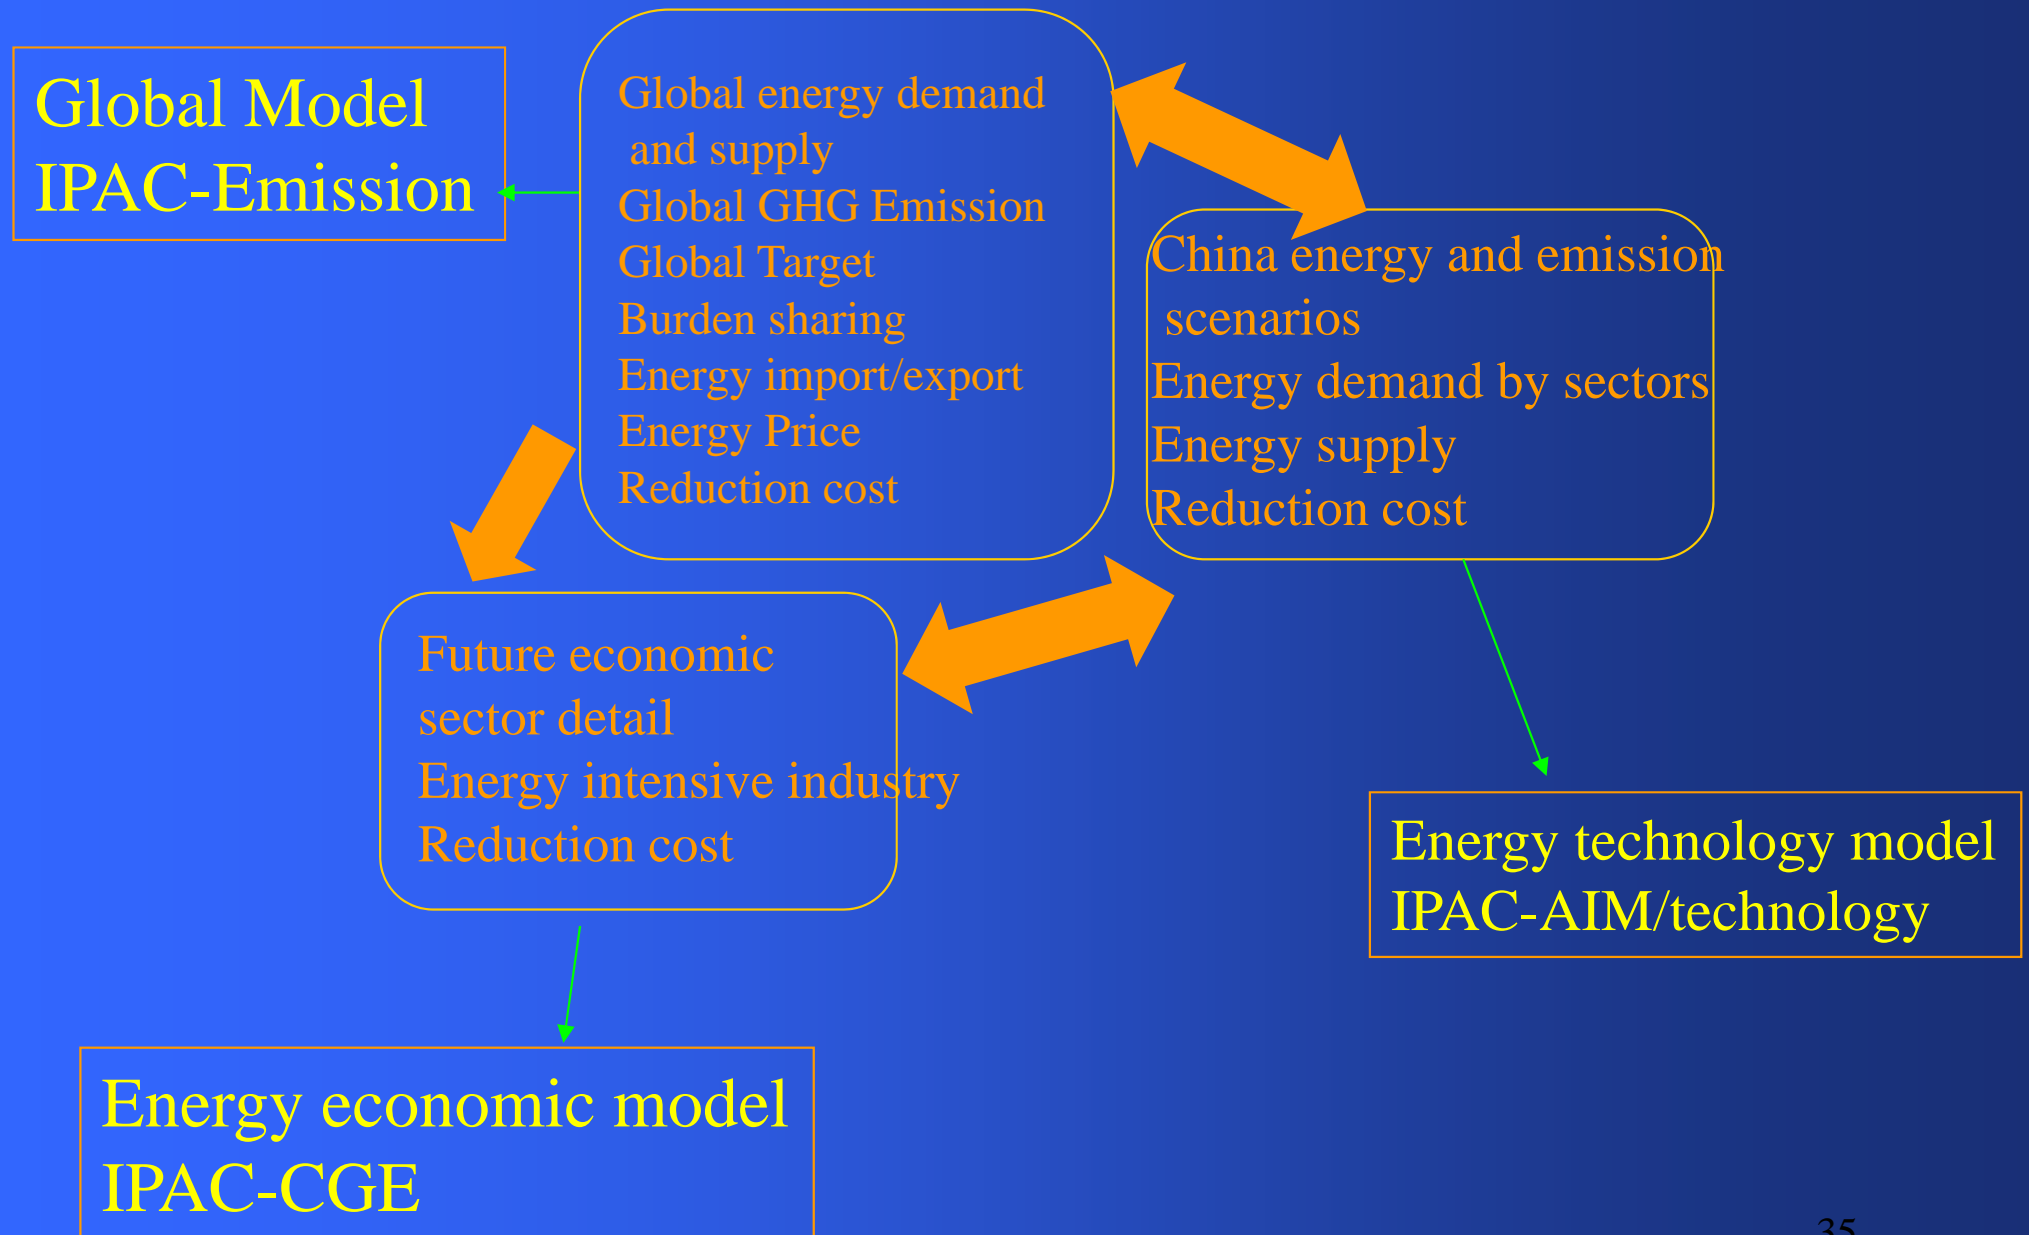 Global Model
IPAC-Emission
Global energy demand
and supply
Global GHG Emission
Global Target
Burden sharing
Energy import/export
Energy Price
Reduction cost
China energy and emission
scenarios
Energy demand by sectors
Energy supply
Reduction cost
Future economic
sector detail
Energy intensive industry
Reduction cost
Energy technology model
IPAC-AIM/technology
Energy economic model
IPAC-CGE
35